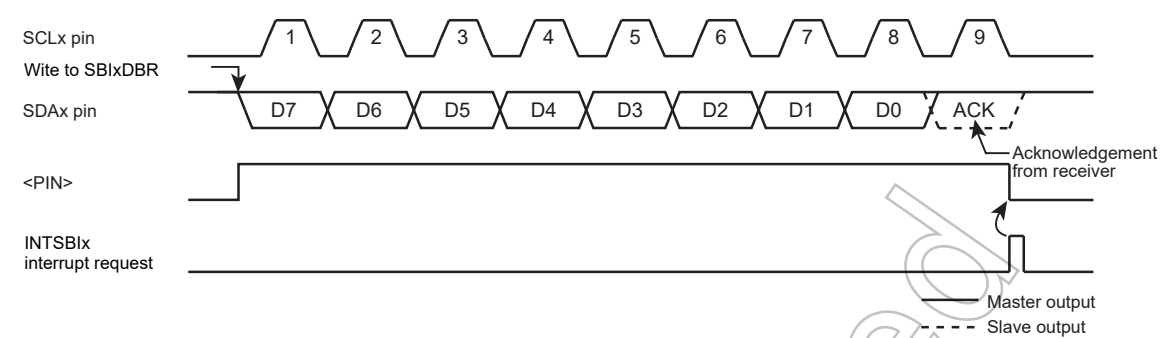 SCLx pin
1 2 3 4 5 6 7 8 9
Wite to SBIxDBR
SDAx pin
D7 D6 D5 D4 D3 D2 D1 D0 ACK
Acknowledgement
from receiver
<PIN>
INTSBIx
interrupt request
Master output
Slave output